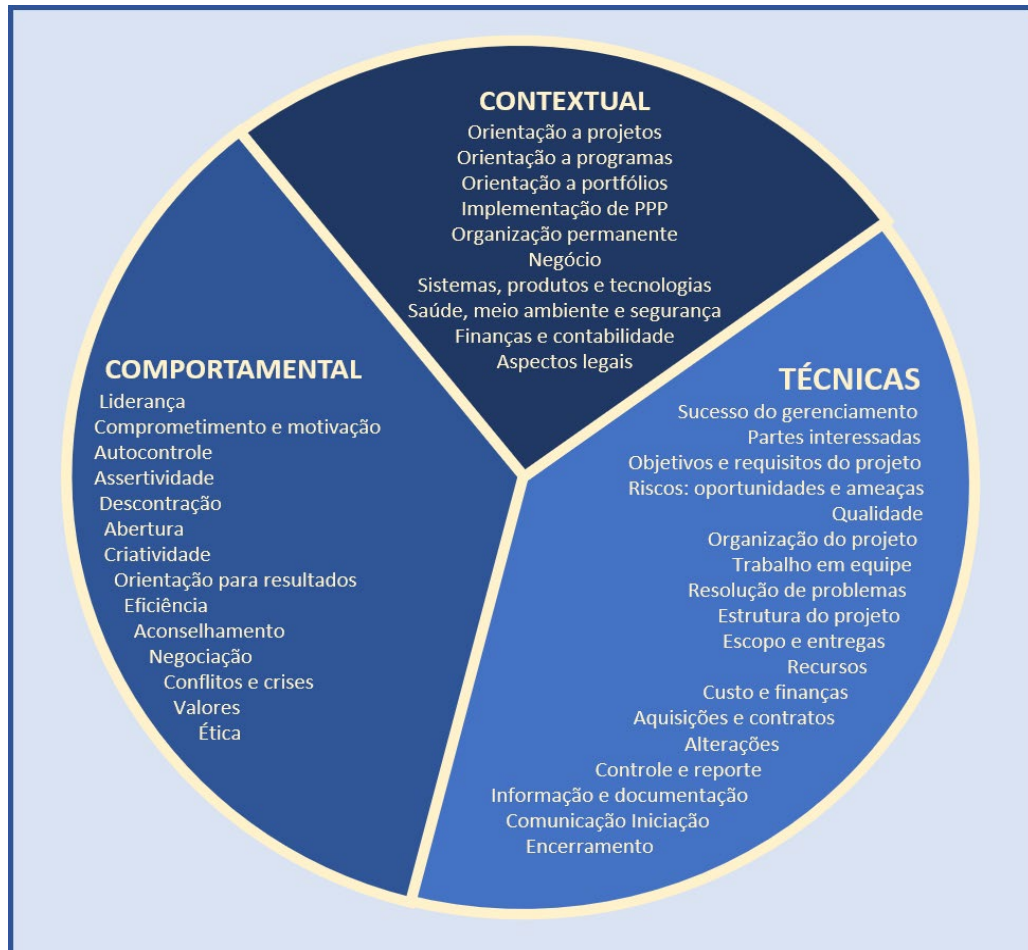 CONTEXTUAL
Orientação a projetos
Orientação a programas
Orientação a portfólios
Implementação de PPP
Organização permanente
Negócio
Sistemas, produtos e tecnologias
Saúde, meio ambiente e segurança
Finanças e contabilidade
Aspectos legais
COMPORTAMENTAL
Liderança
Comprometimento e motivação
Autocontrole
Assertividade
Descontração
Abertura
Criatividade
Orientação para resultados
Eficiência
Aconselhamento
Negociação
Conflitos e crises
Valores
Ética
TÉCNICAS
Sucesso do gerenciamento
Partes interessadas
Objetivos e requisitos do projeto
Riscos: oportunidades e ameaças
Qualidade
Organização do projeto
Trabalho em equipe
Resolução de problemas
Estrutura do projeto
Escopo e entregas
Recursos
Custo e finanças
Aquisições e contratos
Alterações
Controle e reporte
Informação e documentação
Comunicação Iniciação
Encerramento